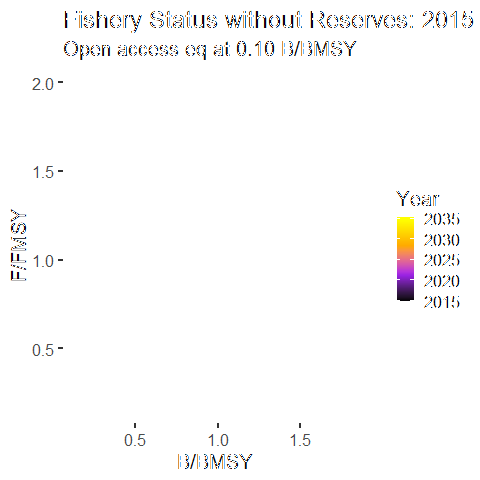 Fishery Status without Reserves: 2015
Open access eq at 0.10 B/BMSY
2.0
1.5
1.0
0.5
F/FMSY
0.5 1.0 1.5
B/BMSY
Year
2035
2030
2025
2020
2015